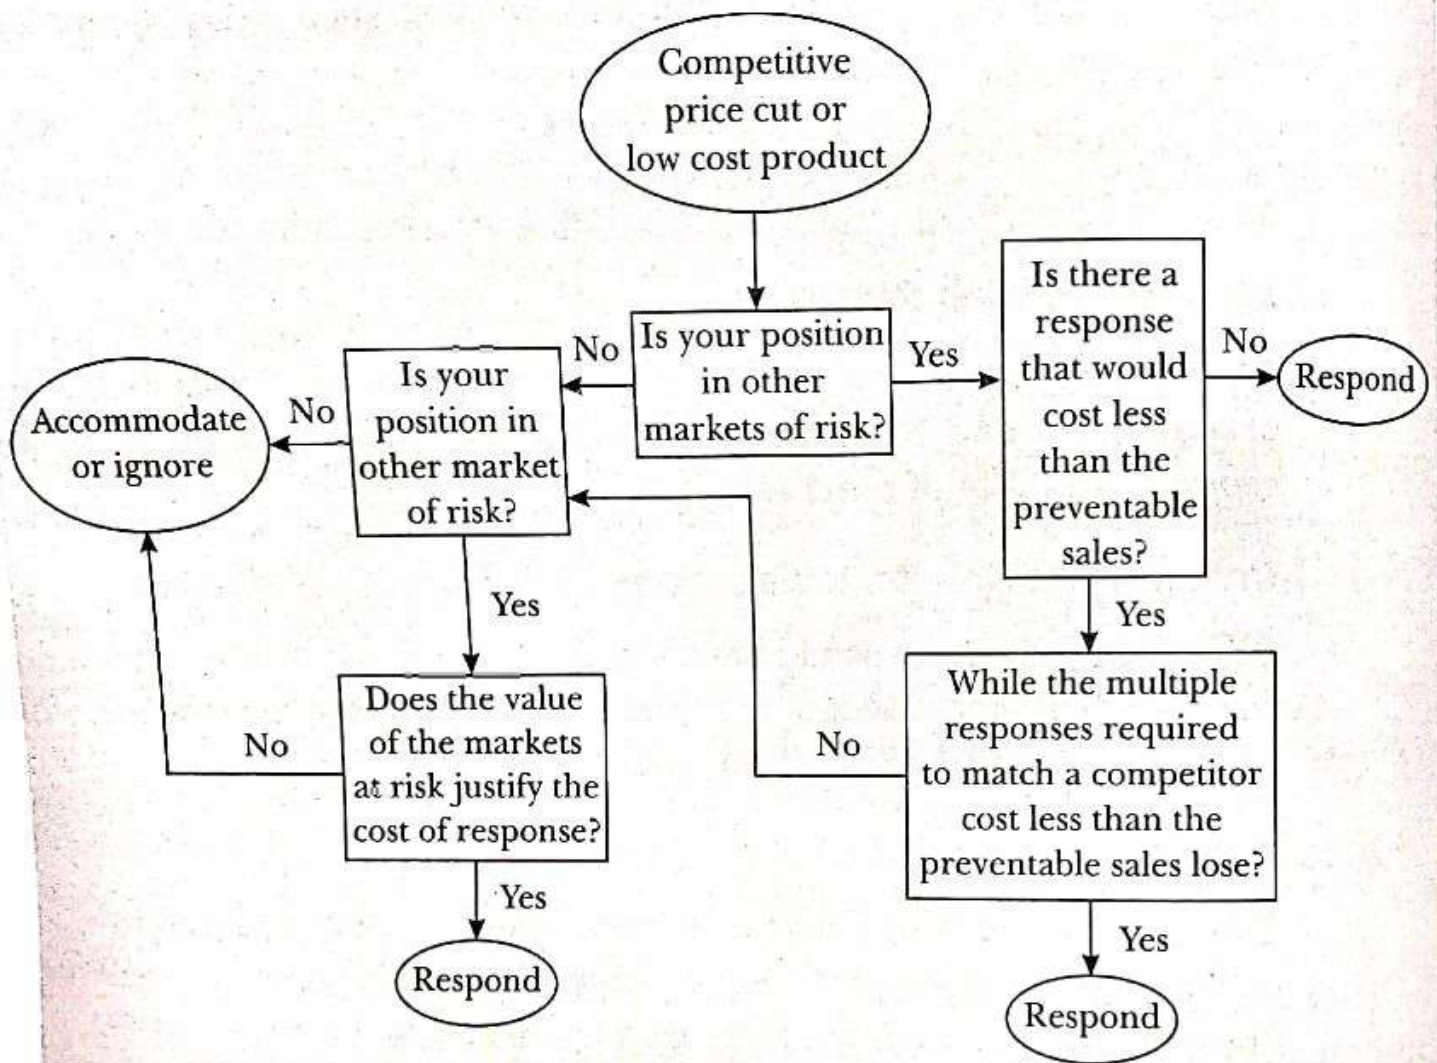 Competitive
price cut or
low cost product
Is your position
in other
markets of risk?
No
Yes
Is your
position in
other market
of risk?
No
Accommodate
or ignore
Is there a
response
that would
cost less
than the
preventable
sales?
No
Respond
Yes
Yes
Does the value
of the markets
at risk justify the
cost of response?
No
Yes
Respond
While the multiple
responses required
to match a competitor
cost less than the
preventable sales lose?
No
Yes
Respond